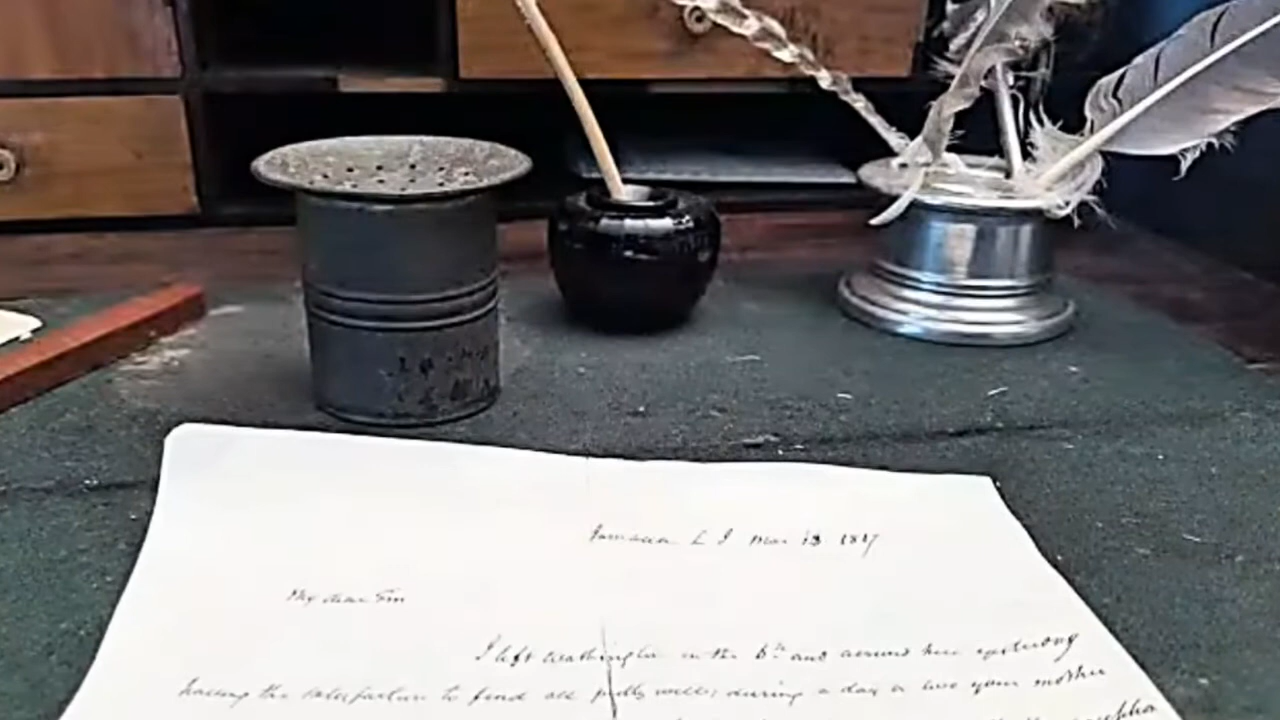 Jamaica L I Mar 13 1817
My dear Sir
I left Washington on the 6th and arrived here yesterday
having the satisfaction to find all pretty well; during a day or two your mother